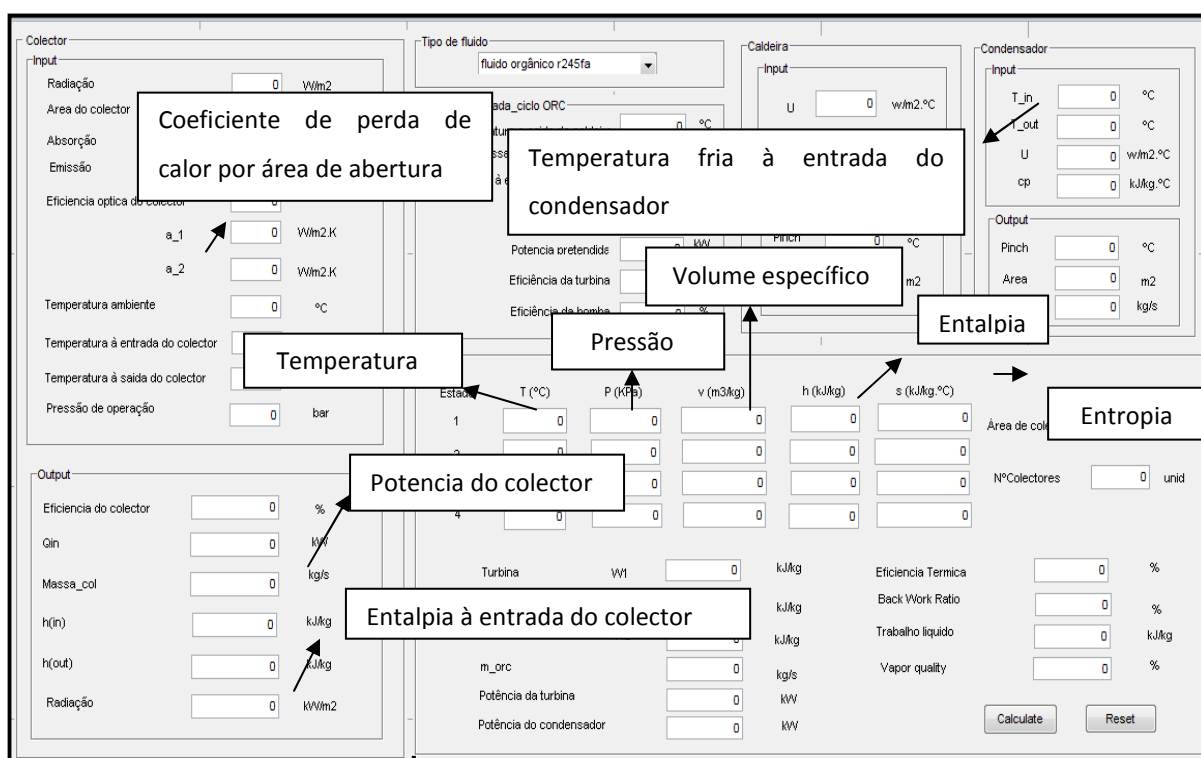 Colector
Input
Radiação 0 W/m2
Area do colector
Absorção
Emissão
Eficiencia optica do colector 0
a_1 0 W/m2.K
a_2 0 W/m2.K
Temperatura ambiente 0 ºC
Temperatura à entrada do colector
Temperatura à saida do colector
Pressão de operação 0 bar
Coeficiente de perda de
calor por área de abertura
Output
Eficiencia do colector 0 %
Qin 0 kW
Massa_col 0 kg/s
h(in) 0 kJ/kg
h(out) 0 kJ/kg
Radiação 0 kW/m2
Potencia do colector
Entalpia à entrada do colector
Tipo de fluido
fluido orgânico r245fa
ciclo ORC
0 ºC
Potencia pretendida kW
Eficiência da turbina
Eficiência da bomba 0 %
Caldeira
Input
U 0 w/m2.ºC
Pinch 0 ºC
m2
Temperatura fria à entrada do
condensador
Volume específico
Condensador
Input
T_in 0 ºC
T_out 0 ºC
U 0 w/m2.ºC
cp 0 kJ/kg.ºC
Output
Pinch 0 ºC
Area 0 m2
0 kg/s
Entalpia
Pressão
Temperatura
Entropia
T (ºC) P (KPa) v (m3/kg) h (kJ/kg) s (kJ/kg.ºC)
1 0 0 0 0 0
0 0 0 0
0 0 0 0
4 0 0 0 0 0
Área de
NºColectores 0 unid
Turbina W1 0 kJ/kg
kJ/kg
kJ/kg
m_orc 0 kg/s
Potência da turbina 0 kW
Potência do condensador 0 kW
Eficiencia Termica 0 %
Back Work Ratio 0 %
Trabalho liquido 0 kJ/kg
Vapor quality 0 %
Calculate Reset